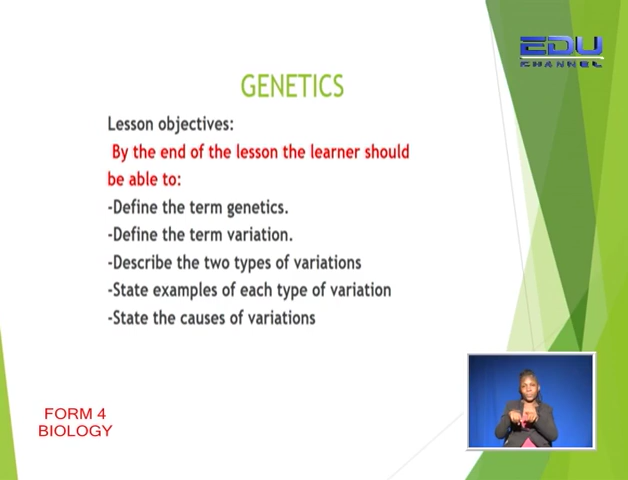 EDU
CHANNEL
GENETICS
Lesson objectives:
By the end of the lesson the learner should
be able to:
-Define the term genetics.
-Define the term variation.
-Describe the two types of variations
-State examples of each type of variation
-State the causes of variations
FORM 4
BIOLOGY